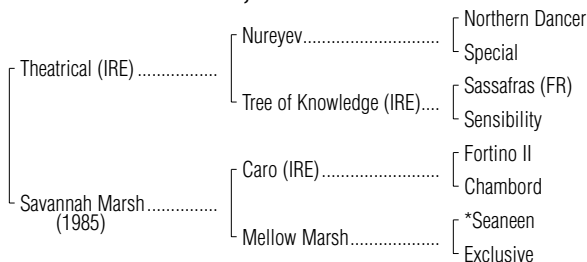 Northern Dancer
Nureyev
Special
Theatrical (IRE)
Sassafras (FR)
Tree of Knowledge (IRE)
Sensibility
Fortino II
Caro (IRE)
Chambord
Savannah Marsh
(1985)
*Seaneen
Mellow Marsh
Exclusive